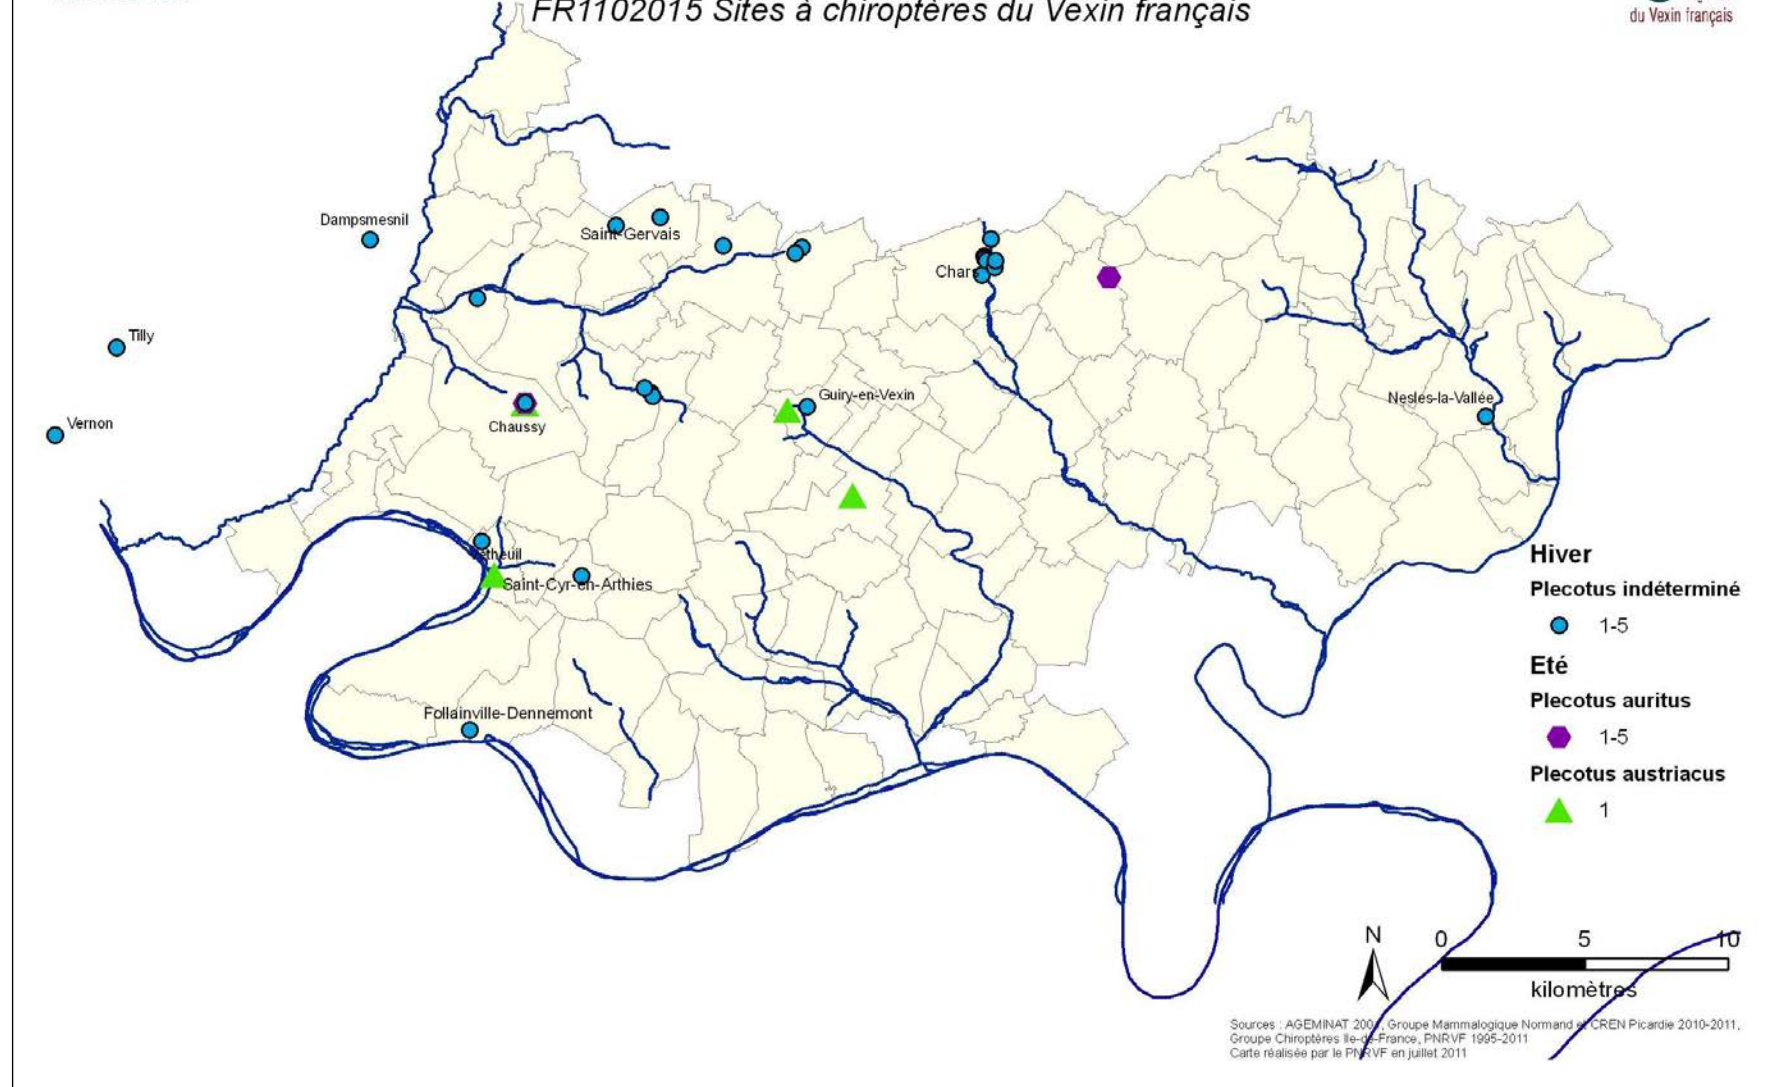 FR1102015 Sites à chiroptères du Vexin français
du Vexin français
Dampsmesnil
Saint-Gervais
Chars
Tilly
Vernon
Chaussy
Guiry-en-Vexin
Nesles-la-Vallée
Saint-Cyr-en-Arthies
Follainville-Dennemont
Hiver
Plecotus indéterminé
1-5
Eté
Plecotus auritus
1-5
Plecotus austriacus
1
N
0 5 10
kilomètres
Sources : AGEMINAT Groupe Mammalogique Normand et CREN Picardie 2010-2011,
Groupe Chiroptères Ile-de-France, PNRVF 1995-2011
Carte réalisée par le PNRVF en juillet 2011